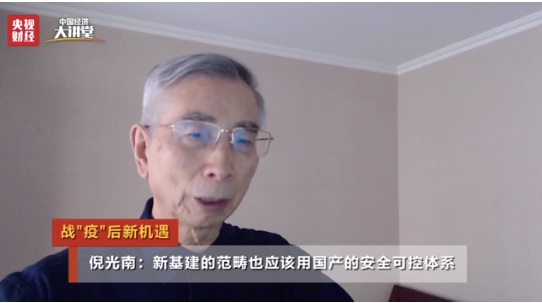 央视
财经
中国经济
大讲堂
战"疫"后新机遇
倪光南：新基建的范畴也应该用国产的安全可控体系